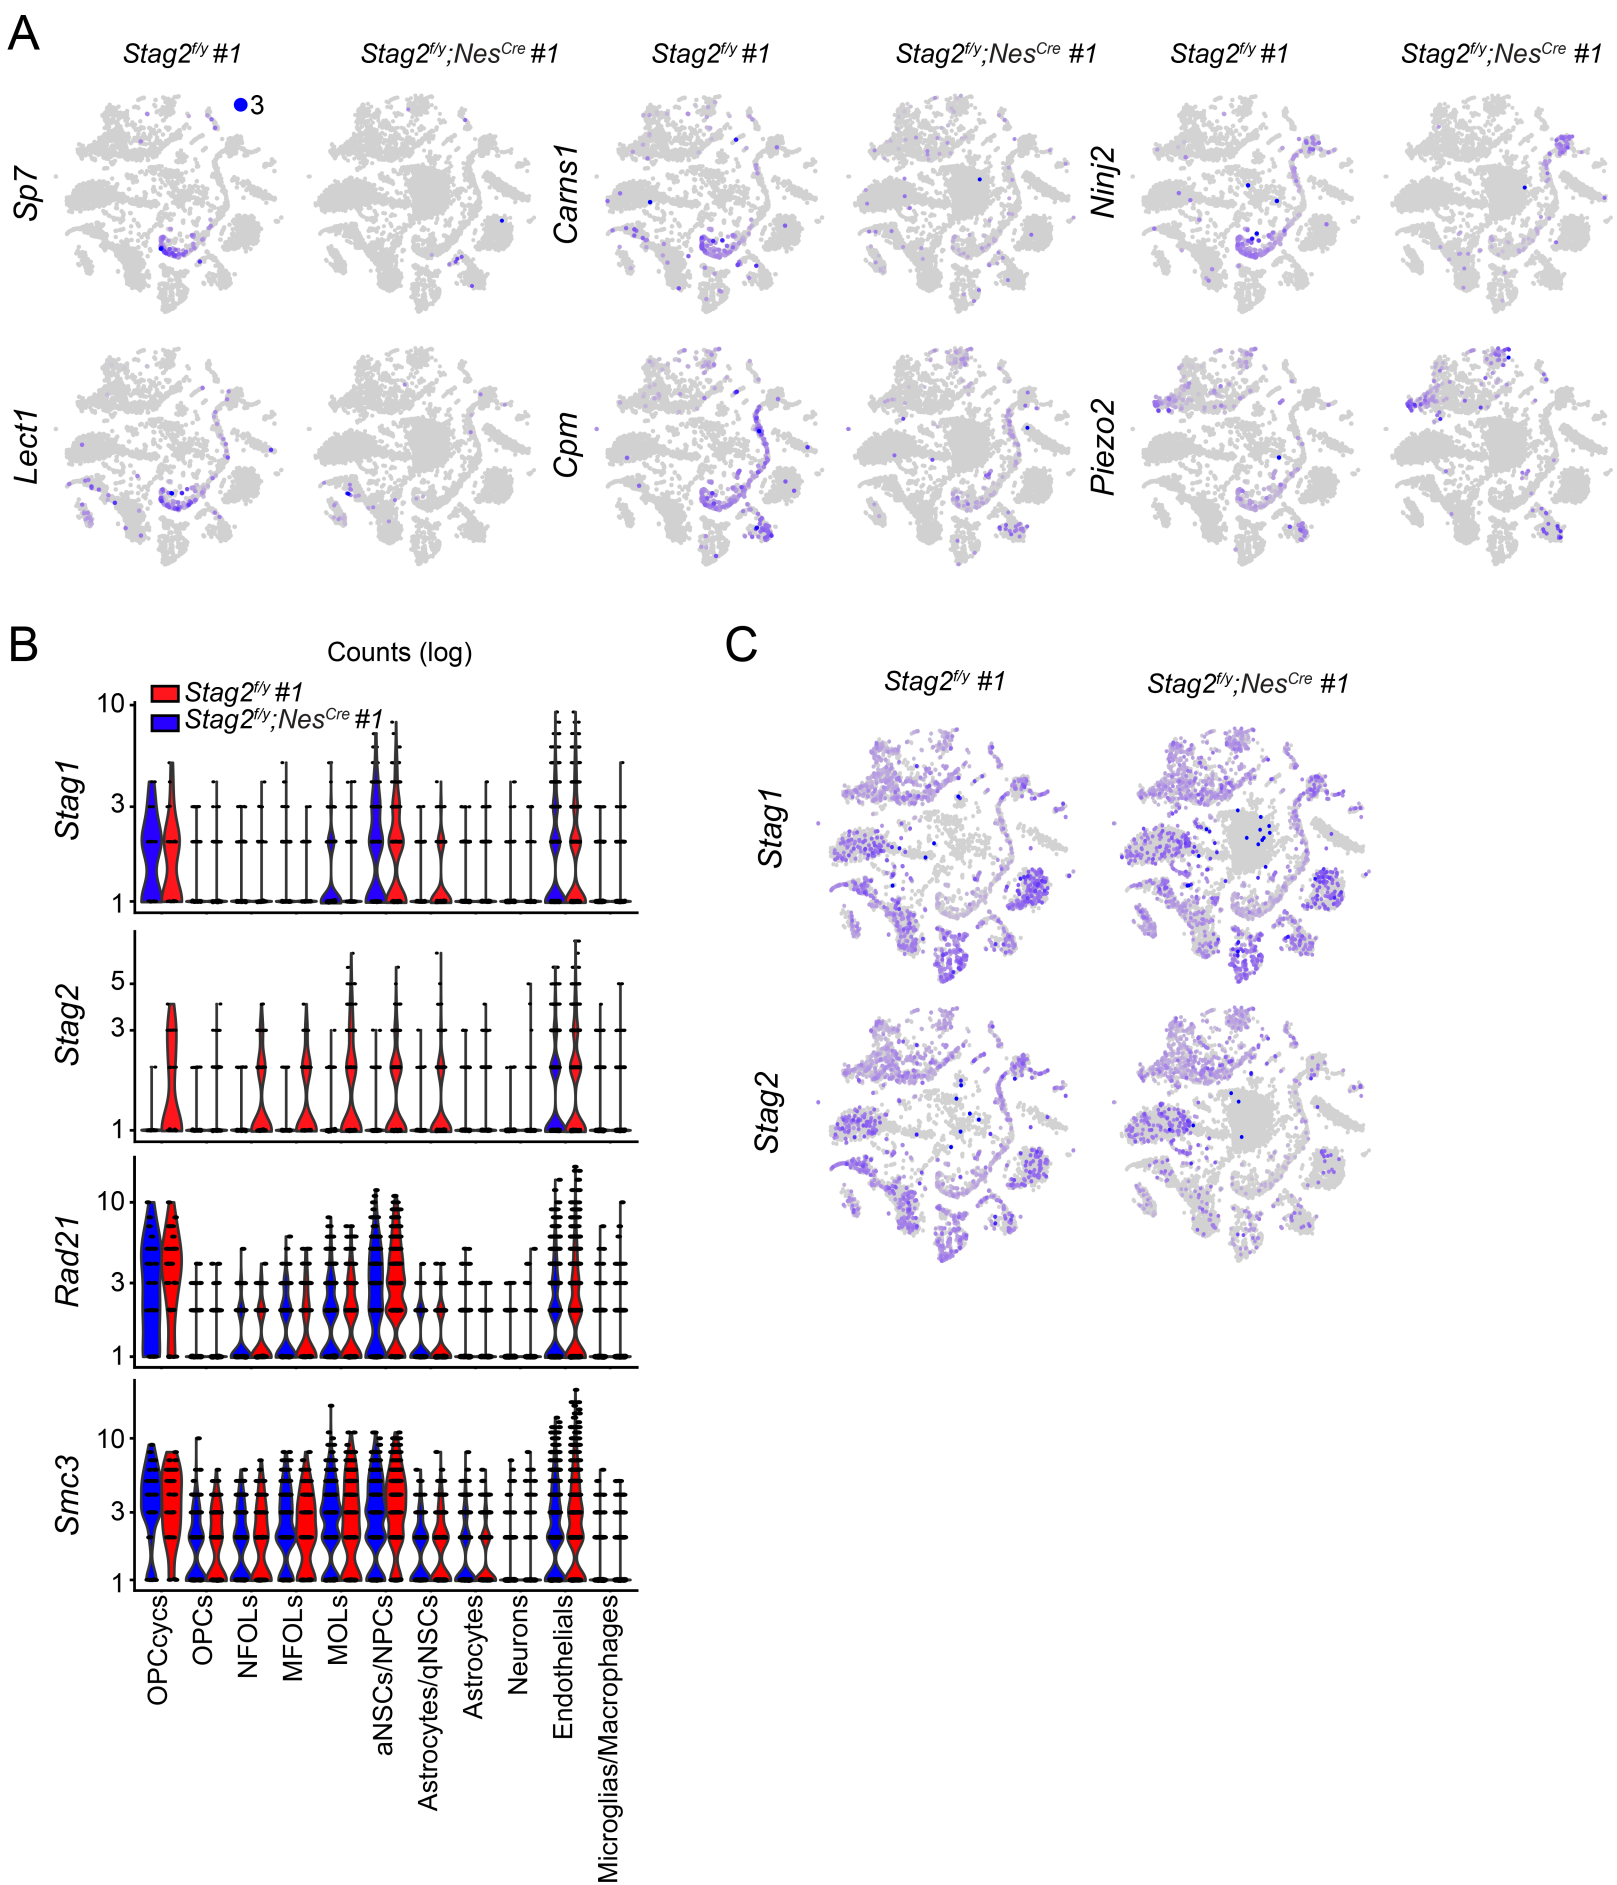 A
Stag2f/y #1
Stag2f/y;NesCre #1
Stag2f/y #1
Stag2f/y;NesCre #1
Stag2f/y #1
Stag2f/y;NesCre #1
3
Sp7
Carns1
Ninj2
Lect1
Cpm
Piezo2
B
Counts (log)
Stag2f/y #1
Stag2f/y;NesCre #1
Stag1
10
3
1
Stag2
5
3
1
Rad21
10
3
1
Smc3
10
3
1
OPCcycs
OPCs
NFOLs
MFOLs
MOLs
aNSCs/NPCs
Astrocytes/qNSCs
Astrocytes
Neurons
Endothelials
Microglias/Macrophages
C
Stag2f/y #1
Stag2f/y;NesCre #1
Stag1
Stag2